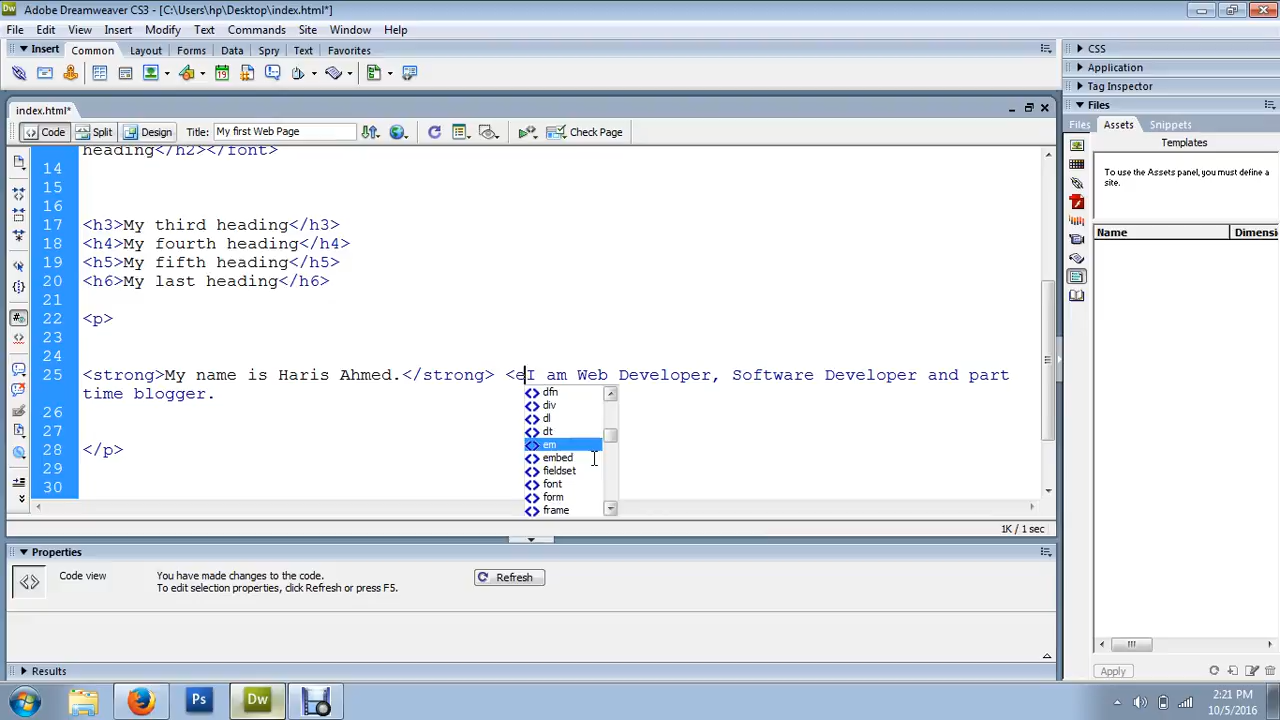 Adobe Dreamweaver CS3 - [C:\Users\hp\Desktop\index.html*]
File Edit View Insert Modify Text Commands Site Window Help
Insert Common Layout Forms Data Spry Text Favorites
index.html*
Code Split Design Title: My first Web Page Check Page
heading</h2></font>
14
15
16
17 <h3>My third heading</h3>
18 <h4>My fourth heading</h4>
19 <h5>My fifth heading</h5>
20 <h6>My last heading</h6>
21
22 <p>
23
24
25 <strong>My name is Haris Ahmed.</strong> <eI am Web Developer, Software Developer and part
time blogger.
26
27
28 </p>
29
30
dfn
div
dl
dt
em
embed
fieldset
font
form
frame
1K / 1 sec
Properties
Code view
You have made changes to the code.
To edit selection properties, click Refresh or press F5.
Refresh
Results
CSS
Application
Tag Inspector
Files
Files Assets Snippets
Templates
To use the Assets panel, you must define a
site.
Name Dimensi
Apply
Ps
Dw
2:21 PM
10/5/2016